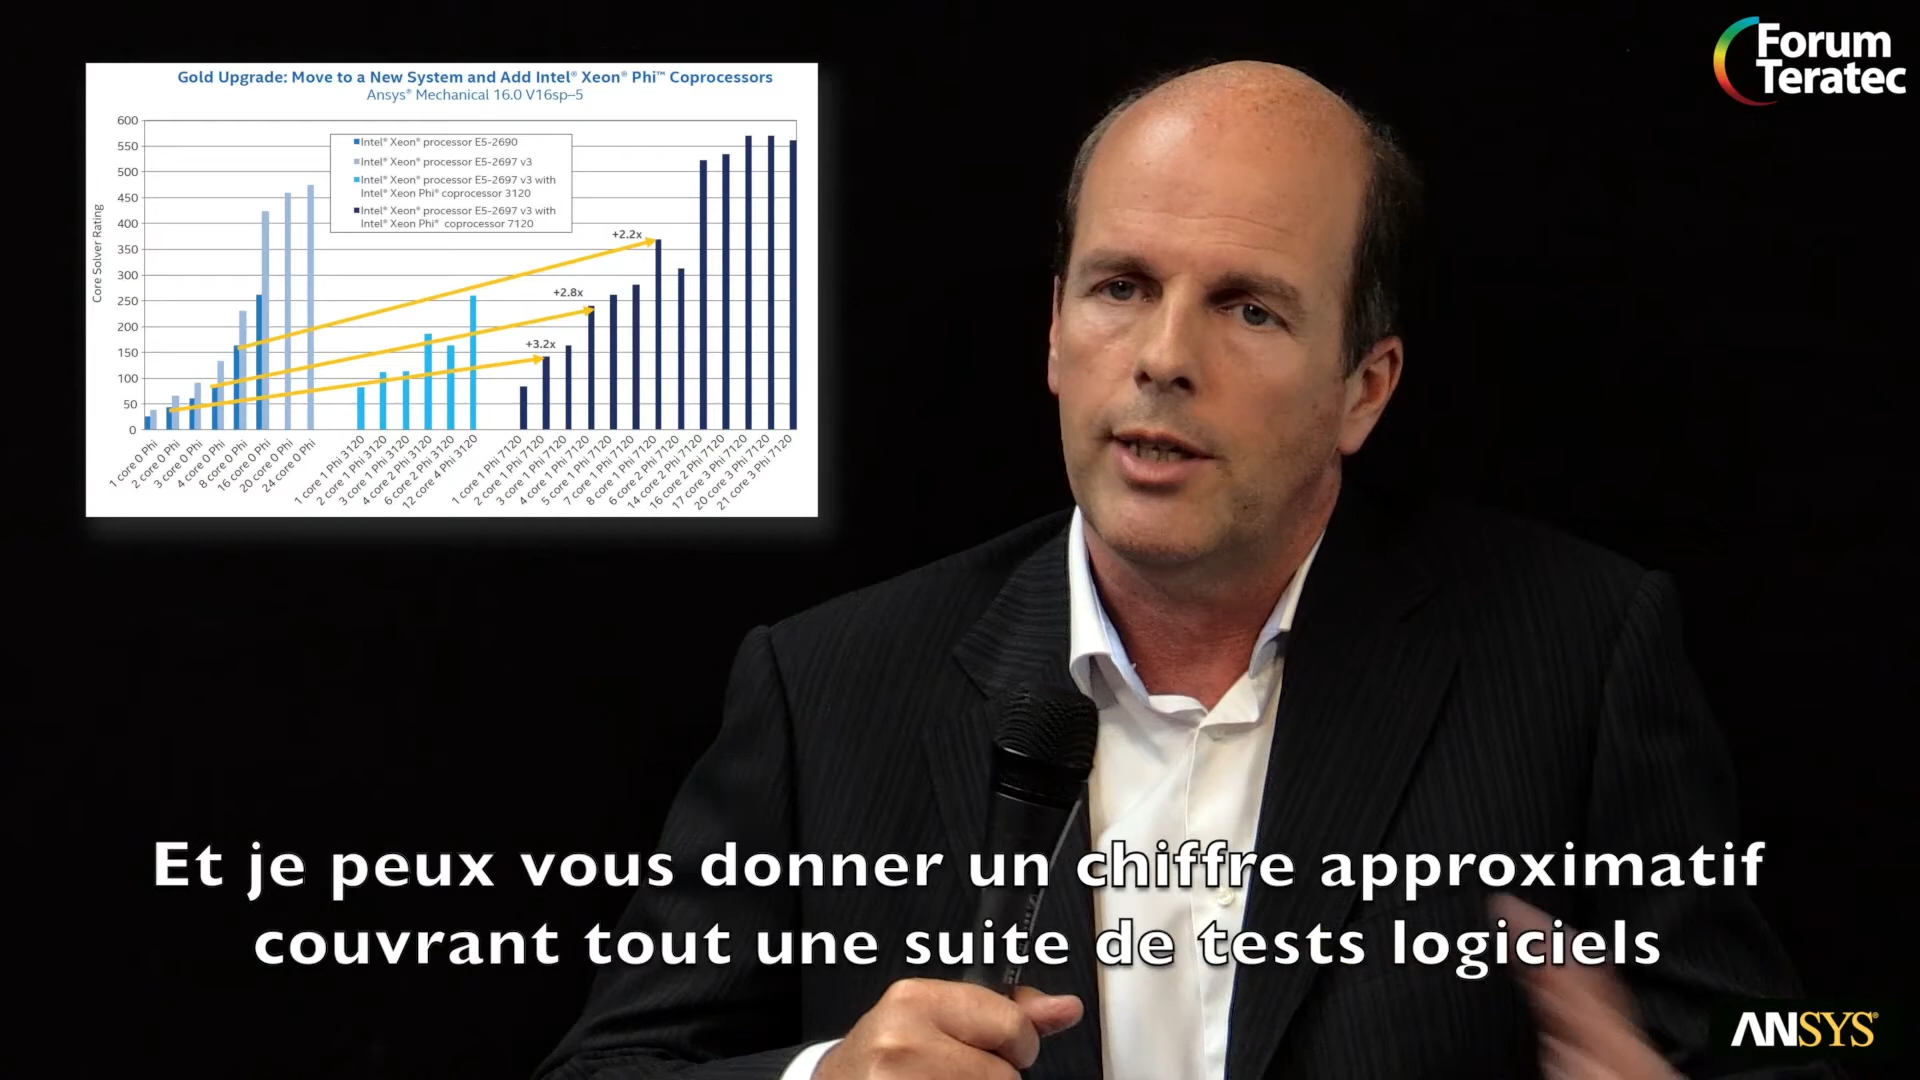 Forum
Teratec
Gold Upgrade: Move to a New System and Add Intel® Xeon® Phi™ Coprocessors
Ansys® Mechanical 16.0 V16sp–5
600
550
500
450
400
350
300
250
200
150
100
50
0
Core Solver Rating
Intel® Xeon® processor E5-2690
Intel® Xeon® processor E5-2697 v3
Intel® Xeon® processor E5-2697 v3 with
Intel® Xeon Phi® coprocessor 3120
Intel® Xeon® processor E5-2697 v3 with
Intel® Xeon Phi® coprocessor 7120
+2.2x
+2.8x
+3.2x
1 core 0 Phi
2 core 0 Phi
3 core 0 Phi
4 core 0 Phi
8 core 0 Phi
16 core 0 Phi
20 core 0 Phi
24 core 0 Phi
1 core 1 Phi 3120
2 core 1 Phi 3120
3 core 1 Phi 3120
4 core 2 Phi 3120
6 core 2 Phi 3120
12 core 4 Phi 3120
1 core 1 Phi 7120
2 core 1 Phi 7120
3 core 1 Phi 7120
4 core 1 Phi 7120
5 core 1 Phi 7120
7 core 1 Phi 7120
8 core 1 Phi 7120
6 core 2 Phi 7120
14 core 2 Phi 7120
16 core 2 Phi 7120
17 core 3 Phi 7120
20 core 3 Phi 7120
21 core 3 Phi 7120
Et je peux vous donner un chiffre approximatif
couvrant tout une suite de tests logiciels
ANSYS®